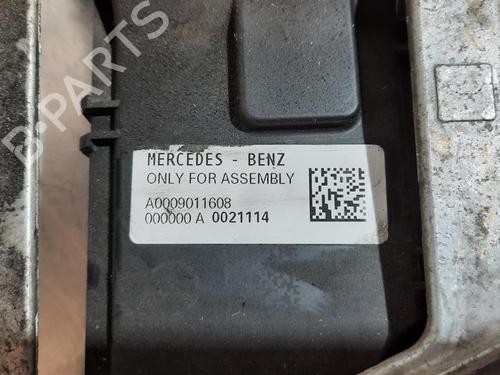 B-PARTS
MERCEDES - BENZ
ONLY FOR ASSEMBLY
A0009011608
000000 A 0021114